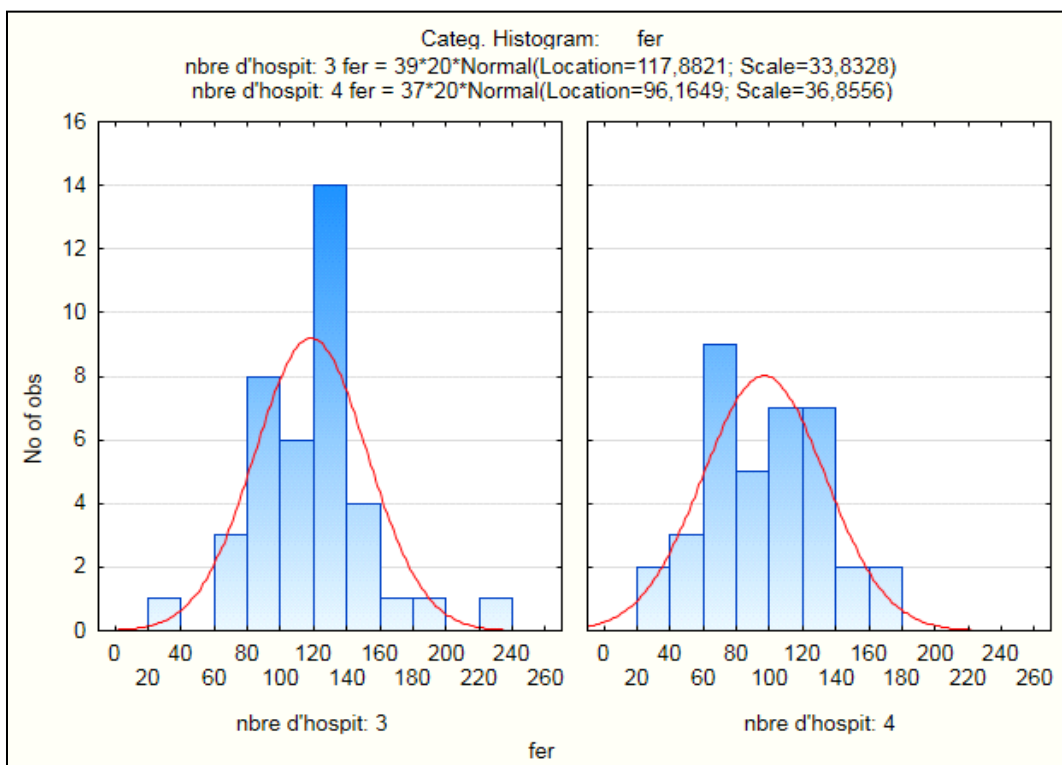 Categ. Histogram: fer
nbre d'hospit: 3 fer = 39*20*Normal(Location=117,8821; Scale=33,8328)
nbre d'hospit: 4 fer = 37*20*Normal(Location=96,1649; Scale=36,8556)
No of obs
16
14
12
10
8
6
4
2
0
0 40 80 120 160 200 240
20 60 100 140 180 220 260
nbre d'hospit: 3
0 40 80 120 160 200 240
20 60 100 140 180 220 260
nbre d'hospit: 4
fer